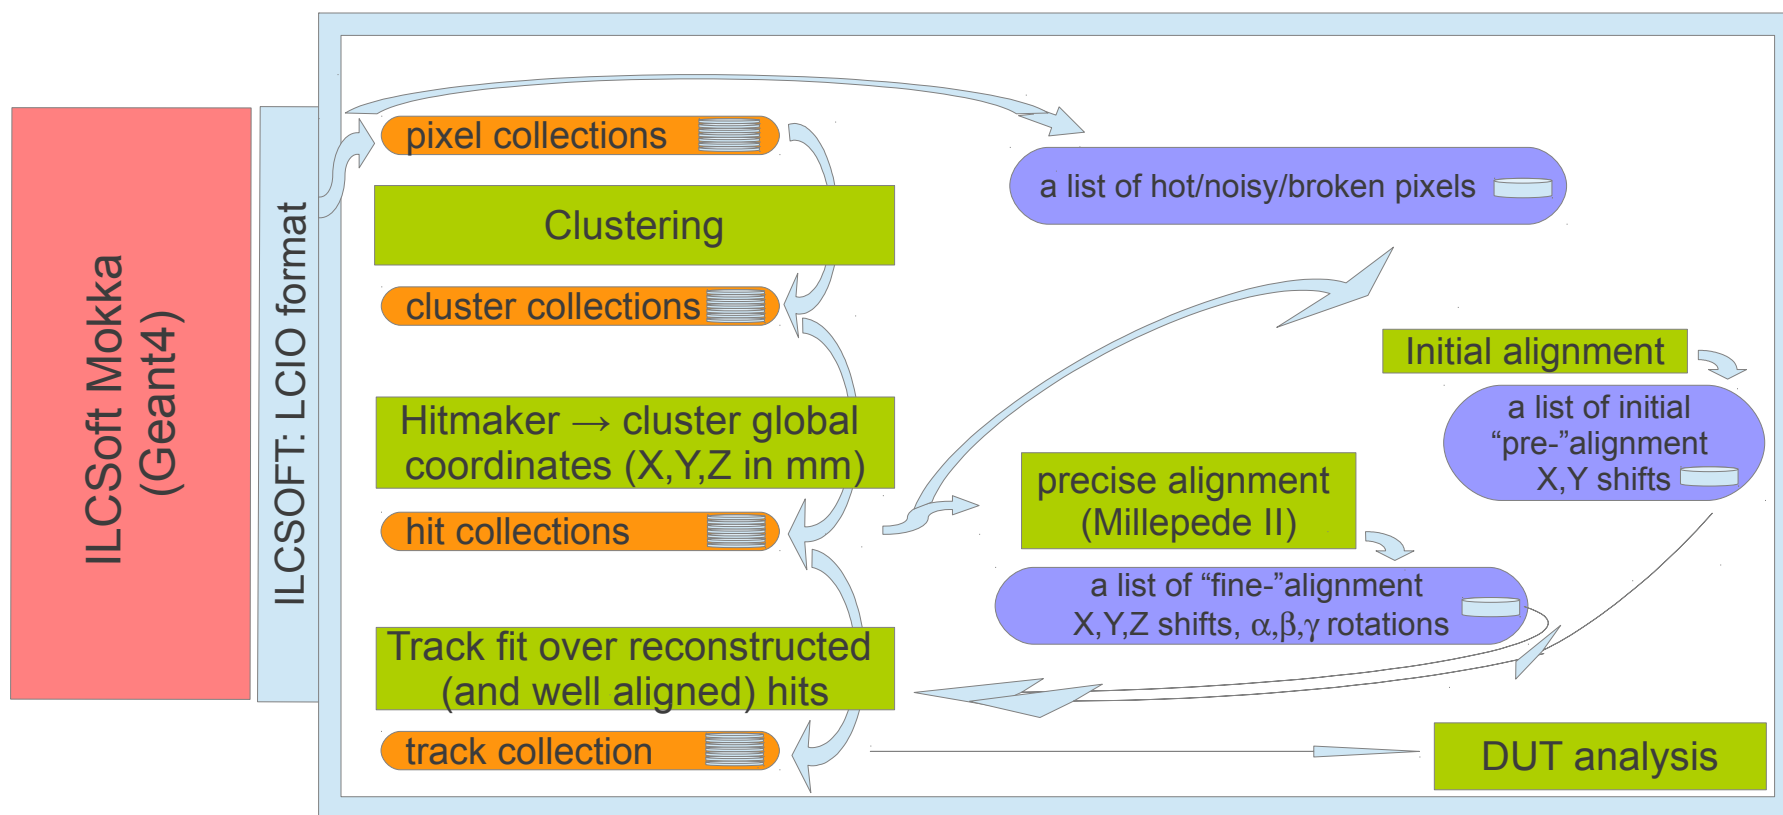 ILCSoft Mokka
(Geant4)
ILCSOFT: LCIO format
pixel collections
Clustering
cluster collections
Hitmaker → cluster global
coordinates (X,Y,Z in mm)
hit collections
Track fit over reconstructed
(and well aligned) hits
track collection
a list of hot/noisy/broken pixels
Initial alignment
a list of initial
“pre-”alignment
X,Y shifts
precise alignment
(Millepede II)
a list of “fine-”alignment
X,Y,Z shifts, α,β,γ rotations
DUT analysis